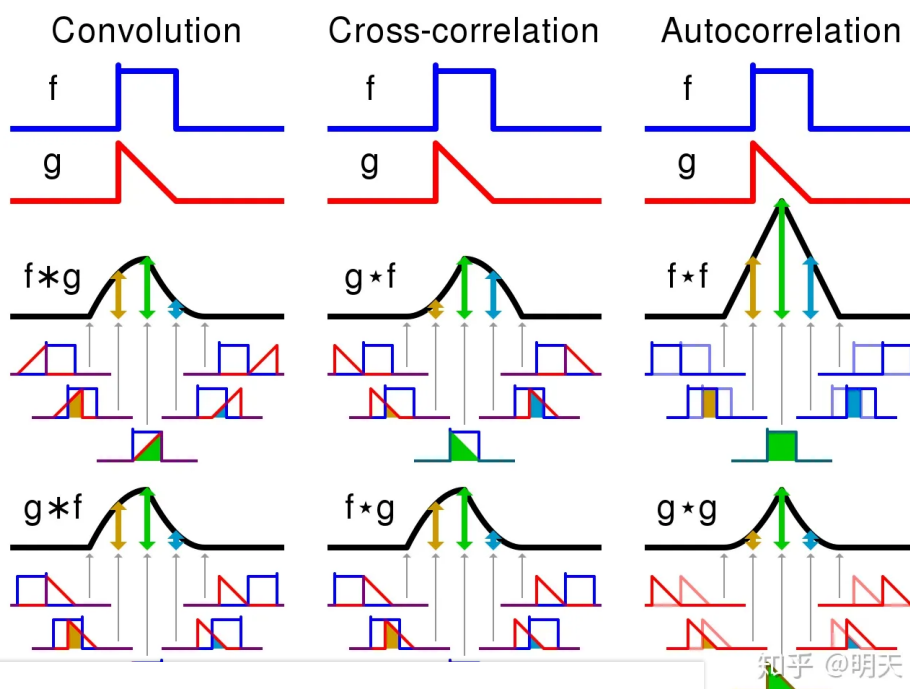 Convolution Cross-correlation Autocorrelation
f f f
g g g
f∗g g⋆f f⋆f
g∗f f⋆g g⋆g
知乎 @明天